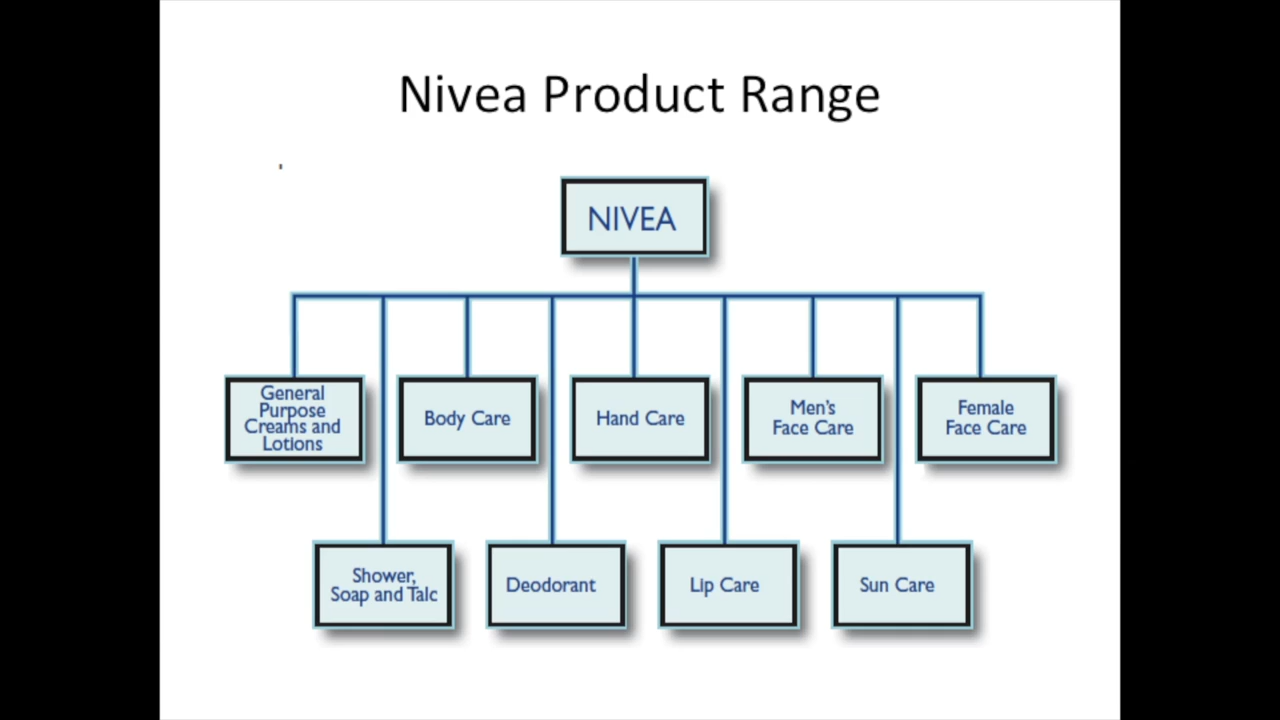 Nivea Product Range
NIVEA
General
Purpose
Creams and
Lotions
Body Care
Hand Care
Men's
Face Care
Female
Face Care
Shower,
Soap and Talc
Deodorant
Lip Care
Sun Care